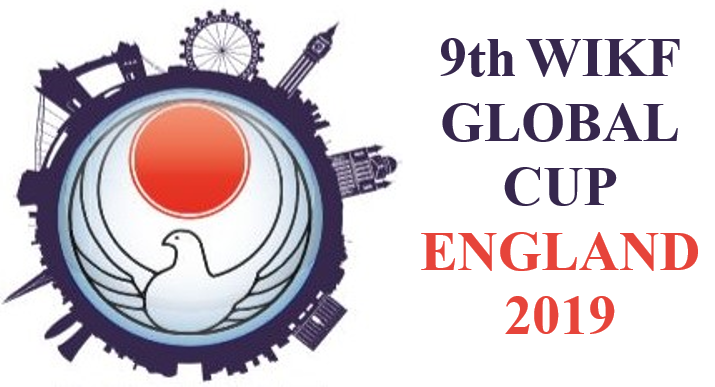 9th WIKF
GLOBAL
CUP
ENGLAND
2019